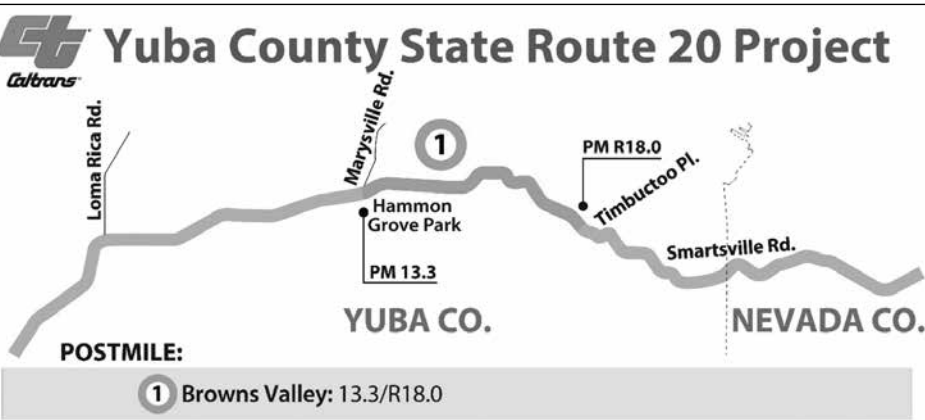 Caltrans
Yuba County State Route 20 Project
Loma Rica Rd.
Marysville Rd.
1
PM R18.0
Timbuctoo Pl.
Hammon
Grove Park
PM 13.3
Smartsville Rd.
YUBA CO.
NEVADA CO.
POSTMILE:
1 Browns Valley: 13.3/R18.0